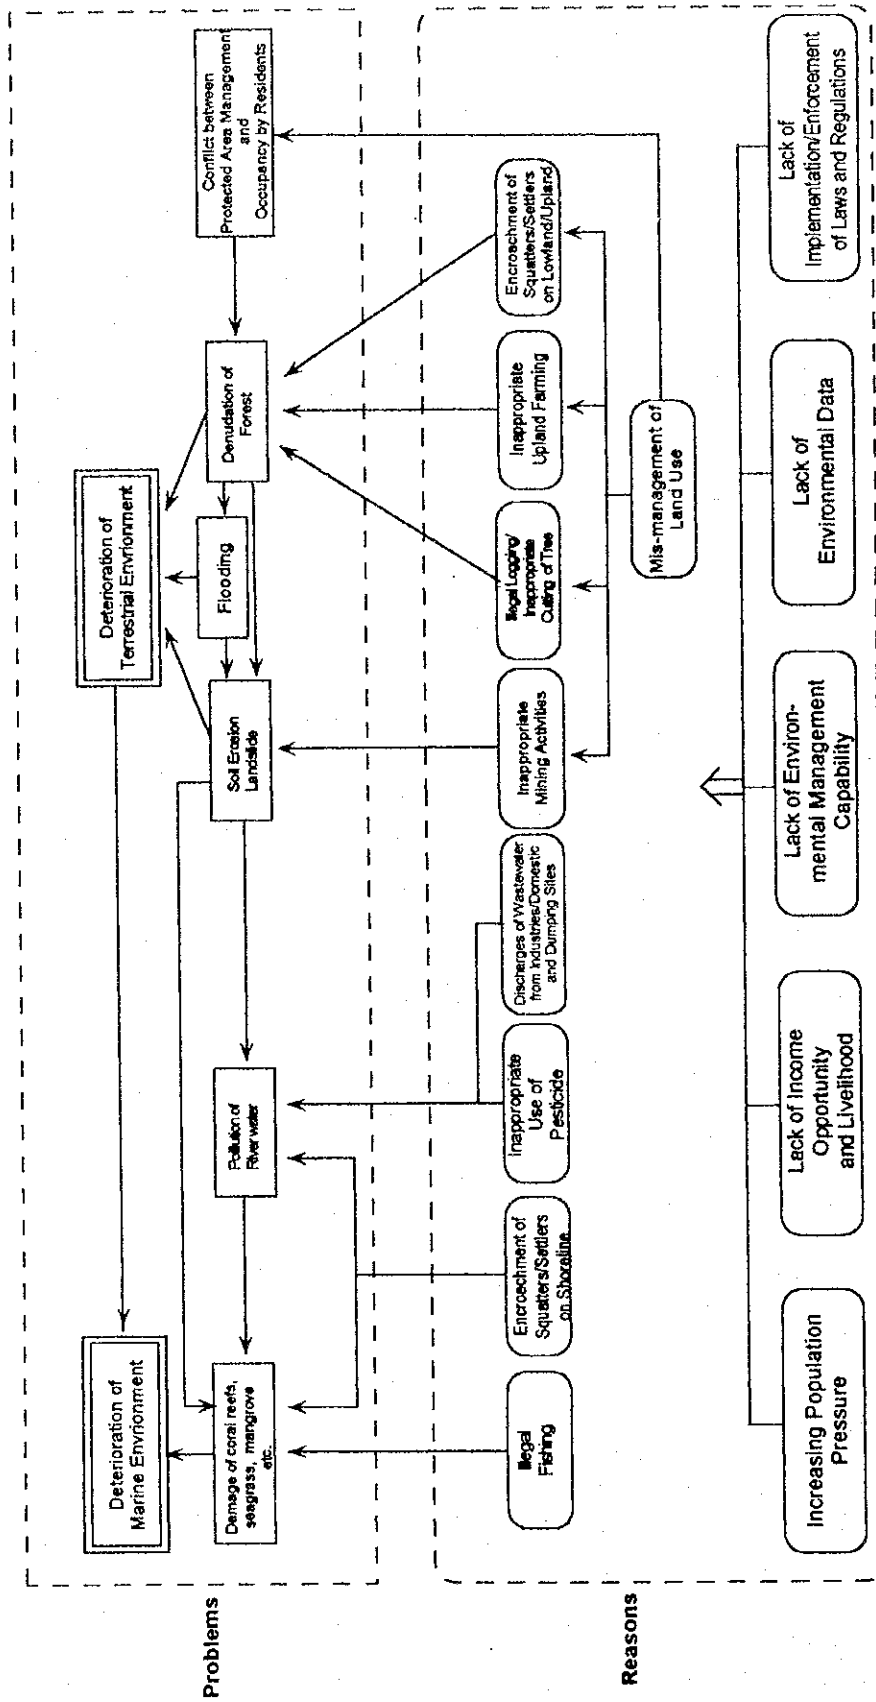 Problems
Deterioration of
Marine Envrionment
Deterioration of
Terrestrial Envrionment
Damage of coral reefs,
seagrass, mangrove
etc.
Pollution of
River water
Soil Erosion
Landslide
Flooding
Denudation of
Forest
Conflict between
Protected Area Management
and
Occupancy by Residents
Reasons
Illegal
Fishing
Encroachment of
Squatters/Settlers
on Shoreline
Inappropriate
Use of
Pesticide
Discharges of Wastewater
from Industries/Domestic
and Dumping Sites
Inappropriate
Mining Activities
Illegal Logging/
Inappropriate
Cutting of Tree
Inappropriate
Upland Farming
Encroachment of
Squatters/Settlers
on Lowland/Upland
Mis-management of
Land Use
Increasing Population
Pressure
Lack of Income
Opportunity
and Livelihood
Lack of Environ-
mental Management
Capability
Lack of
Environmental Data
Lack of
Implementation/Enforcement
of Laws and Regulations